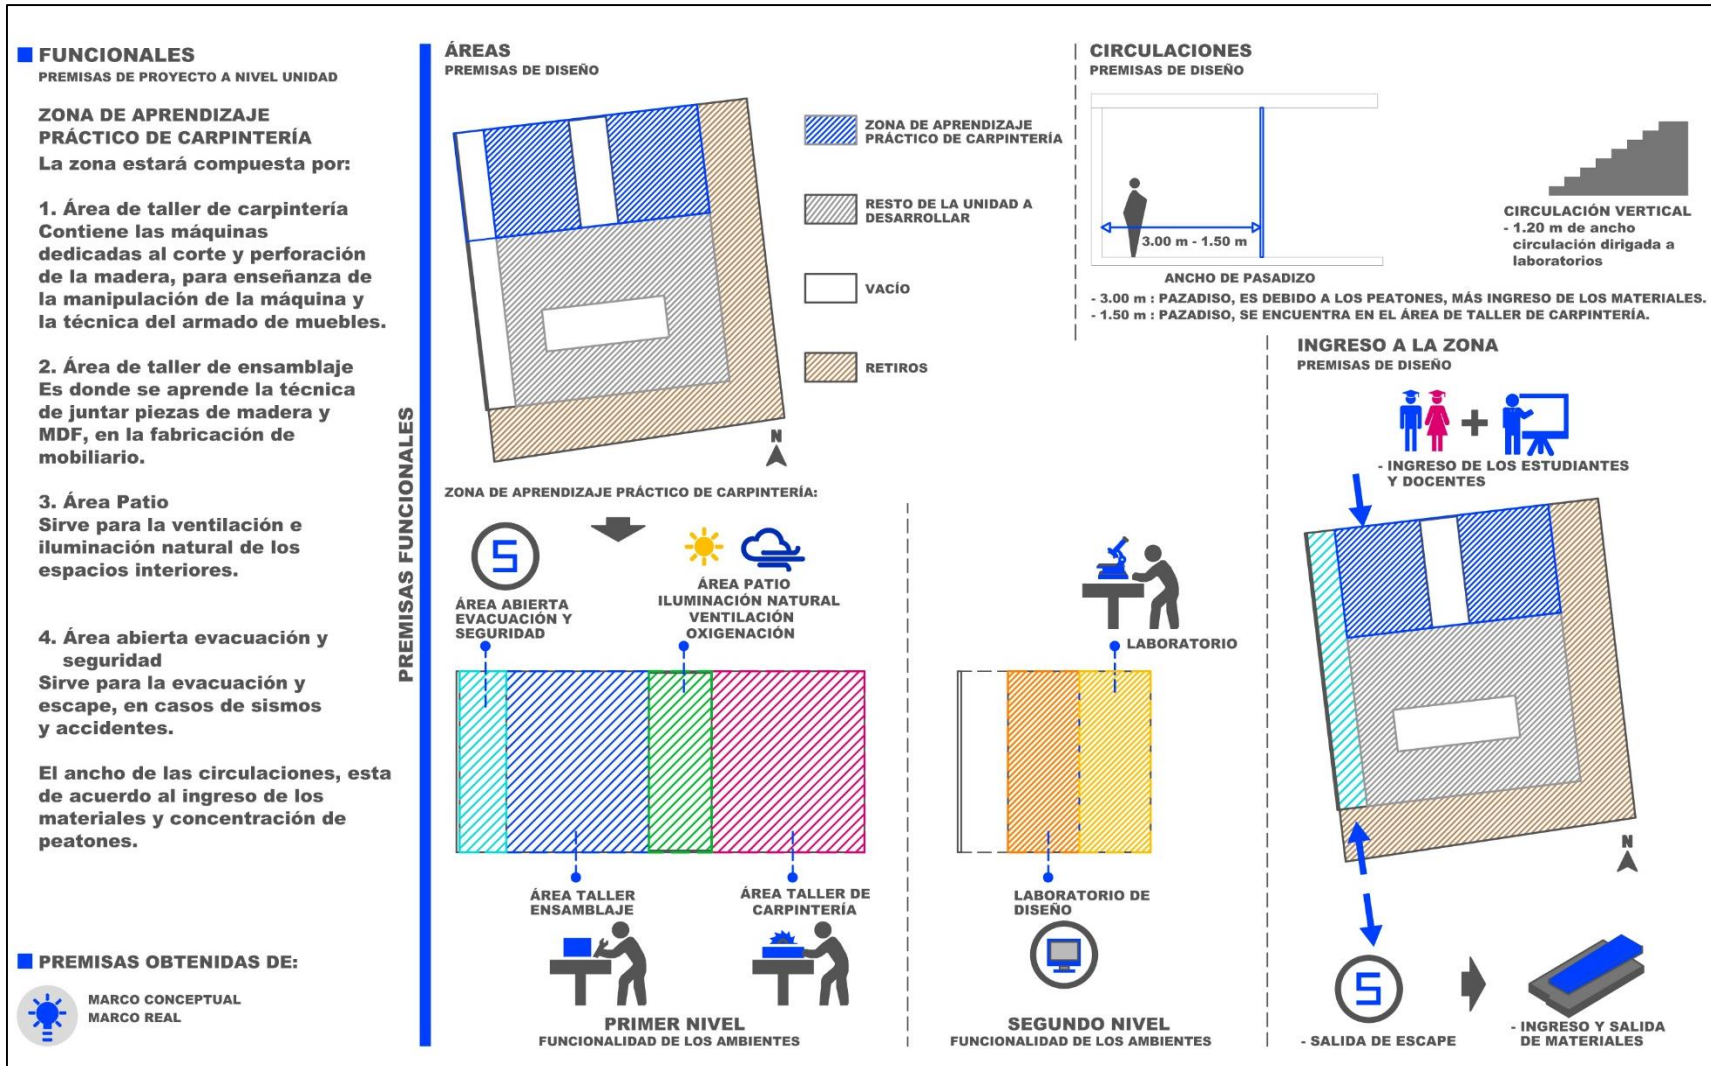 FUNCIONALES
PREMISAS DE PROYECTO A NIVEL UNIDAD
ZONA DE APRENDIZAJE
PRÁCTICO DE CARPINTERÍA
La zona estará compuesta por:
1. Área de taller de carpintería
Contiene las máquinas
dedicadas al corte y perforación
de la madera, para enseñanza de
la manipulación de la máquina y
la técnica del armado de muebles.
2. Área de taller de ensamblaje
Es donde se aprende la técnica
de juntar piezas de madera y
MDF, en la fabricación de
mobiliario.
3. Área Patio
Sirve para la ventilación e
iluminación natural de los
espacios interiores.
4. Área abierta evacuación y
seguridad
Sirve para la evacuación y
escape, en casos de sismos
y accidentes.
El ancho de las circulaciones, esta
de acuerdo al ingreso de los
materiales y concentración de
peatones.
PREMISAS OBTENIDAS DE:
MARCO CONCEPTUAL
MARCO REAL
PREMISAS FUNCIONALES
ÁREAS
PREMISAS DE DISEÑO
ZONA DE APRENDIZAJE
PRÁCTICO DE CARPINTERÍA
RESTO DE LA UNIDAD A
DESARROLLAR
VACÍO
RETIROS
N
ZONA DE APRENDIZAJE PRÁCTICO DE CARPINTERÍA:
S
ÁREA ABIERTA
EVACUACIÓN Y
SEGURIDAD
ÁREA PATIO
ILUMINACIÓN NATURAL
VENTILACIÓN
OXIGENACIÓN
ÁREA TALLER
ENSAMBLAJE
ÁREA TALLER DE
CARPINTERÍA
PRIMER NIVEL
FUNCIONALIDAD DE LOS AMBIENTES
LABORATORIO
LABORATORIO DE
DISEÑO
SEGUNDO NIVEL
FUNCIONALIDAD DE LOS AMBIENTES
CIRCULACIONES
PREMISAS DE DISEÑO
3.00 m - 1.50 m
ANCHO DE PASADIZO
CIRCULACIÓN VERTICAL
- 1.20 m de ancho
circulación dirigada a
laboratorios
- 3.00 m : PAZADISO, ES DEBIDO A LOS PEATONES, MÁS INGRESO DE LOS MATERIALES.
- 1.50 m : PAZADISO, SE ENCUENTRA EN EL ÁREA DE TALLER DE CARPINTERÍA.
INGRESO A LA ZONA
PREMISAS DE DISEÑO
- INGRESO DE LOS ESTUDIANTES
Y DOCENTES
N
S
- SALIDA DE ESCAPE
- INGRESO Y SALIDA
DE MATERIALES